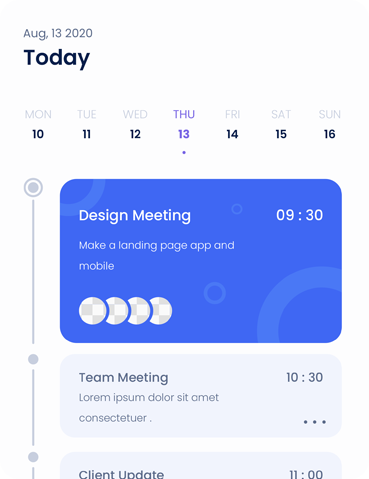 Aug, 13 2020
Today
MON TUE WED THU FRI SAT SUN
10 11 12 13 14 15 16
Design Meeting 09 : 30
Make a landing page app and
mobile
Team Meeting 10 : 30
Lorem ipsum dolor sit amet
consectetuer .
Client Update 11 : 00